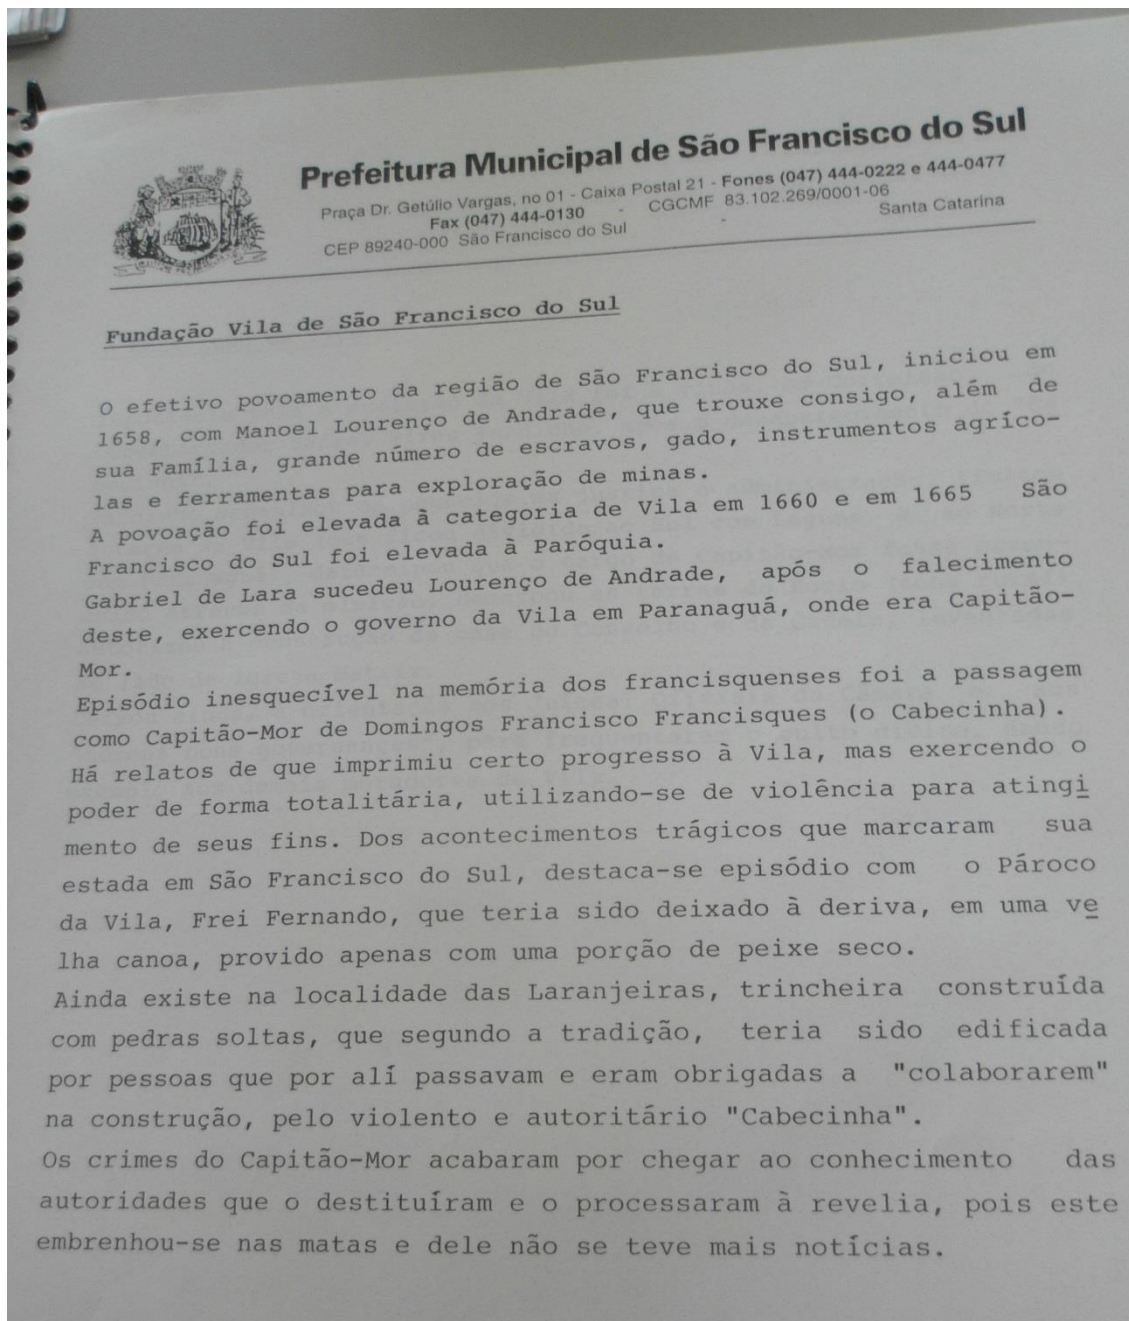 Prefeitura Municipal de São Francisco do Sul
Praça Dr. Getúlio Vargas, no 01 - Caixa Postal 21 - Fones (047) 444-0222 e 444-0477
Fax (047) 444-0130 - CGCMF 83.102.269/0001-06
CEP 89240-000 São Francisco do Sul - Santa Catarina
Fundação Vila de São Francisco do Sul
O efetivo povoamento da região de São Francisco do Sul, iniciou em
1658, com Manoel Lourenço de Andrade, que trouxe consigo, além de
sua Família, grande número de escravos, gado, instrumentos agríco-
las e ferramentas para exploração de minas.
A povoação foi elevada à categoria de Vila em 1660 e em 1665 São
Francisco do Sul foi elevada à Paróquia.
Gabriel de Lara sucedeu Lourenço de Andrade, após o falecimento
deste, exercendo o governo da Vila em Paranaguá, onde era Capitão-
Mor.
Episódio inesquecível na memória dos francisquenses foi a passagem
como Capitão-Mor de Domingos Francisco Francisques (o Cabecinha).
Há relatos de que imprimiu certo progresso à Vila, mas exercendo o
poder de forma totalitária, utilizando-se de violência para atingi
mento de seus fins. Dos acontecimentos trágicos que marcaram sua
estada em São Francisco do Sul, destaca-se episódio com o Pároco
da Vila, Frei Fernando, que teria sido deixado à deriva, em uma ve
lha canoa, provido apenas com uma porção de peixe seco.
Ainda existe na localidade das Laranjeiras, trincheira construída
com pedras soltas, que segundo a tradição, teria sido edificada
por pessoas que por alí passavam e eram obrigadas a "colaborarem"
na construção, pelo violento e autoritário "Cabecinha".
Os crimes do Capitão-Mor acabaram por chegar ao conhecimento das
autoridades que o destituíram e o processaram à revelia, pois este
embrenhou-se nas matas e dele não se teve mais notícias.